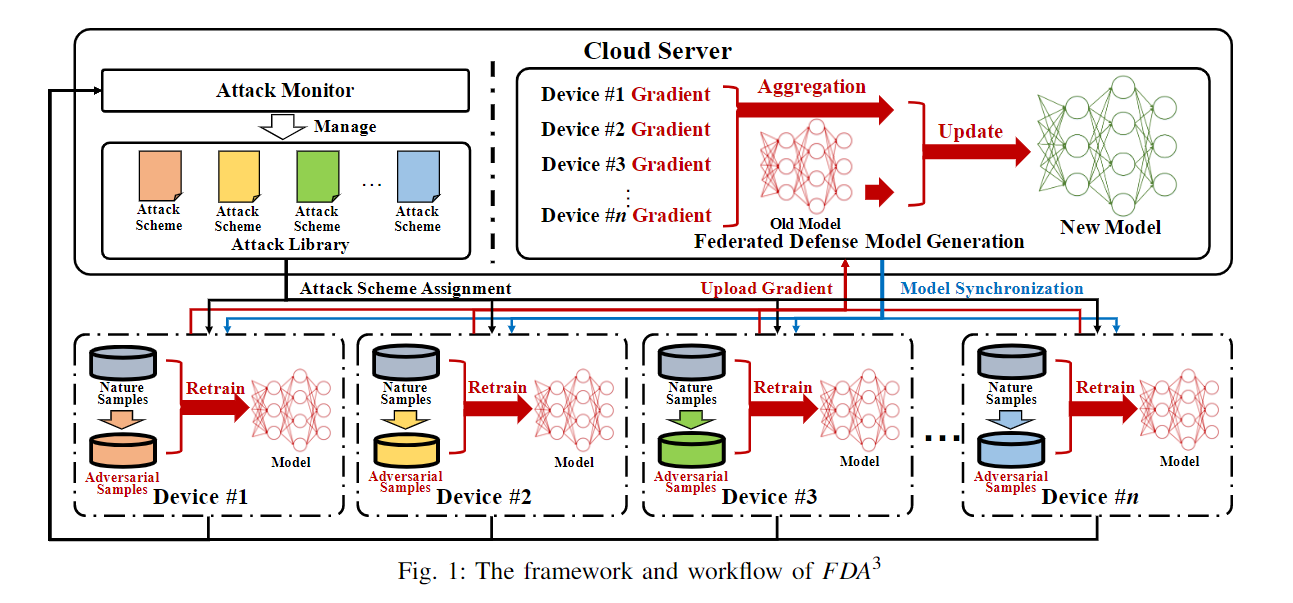 Cloud Server
Attack Monitor
Manage
Attack
Scheme
Attack
Scheme
Attack
Scheme
...
Attack
Scheme
Attack Library
Device #1 Gradient
Device #2 Gradient
Device #3 Gradient
⋮
Device #n Gradient
Aggregation
Old Model
Update
New Model
Federated Defense Model Generation
Attack Scheme Assignment
Upload Gradient
Model Synchronization
Nature
Samples
Adversarial
Samples
Retrain
Model
Device #1
Nature
Samples
Adversarial
Samples
Retrain
Model
Device #2
Nature
Samples
Adversarial
Samples
Retrain
Model
Device #3
...
Nature
Samples
Adversarial
Samples
Retrain
Model
Device #n
Fig. 1: The framework and workflow of FDA³